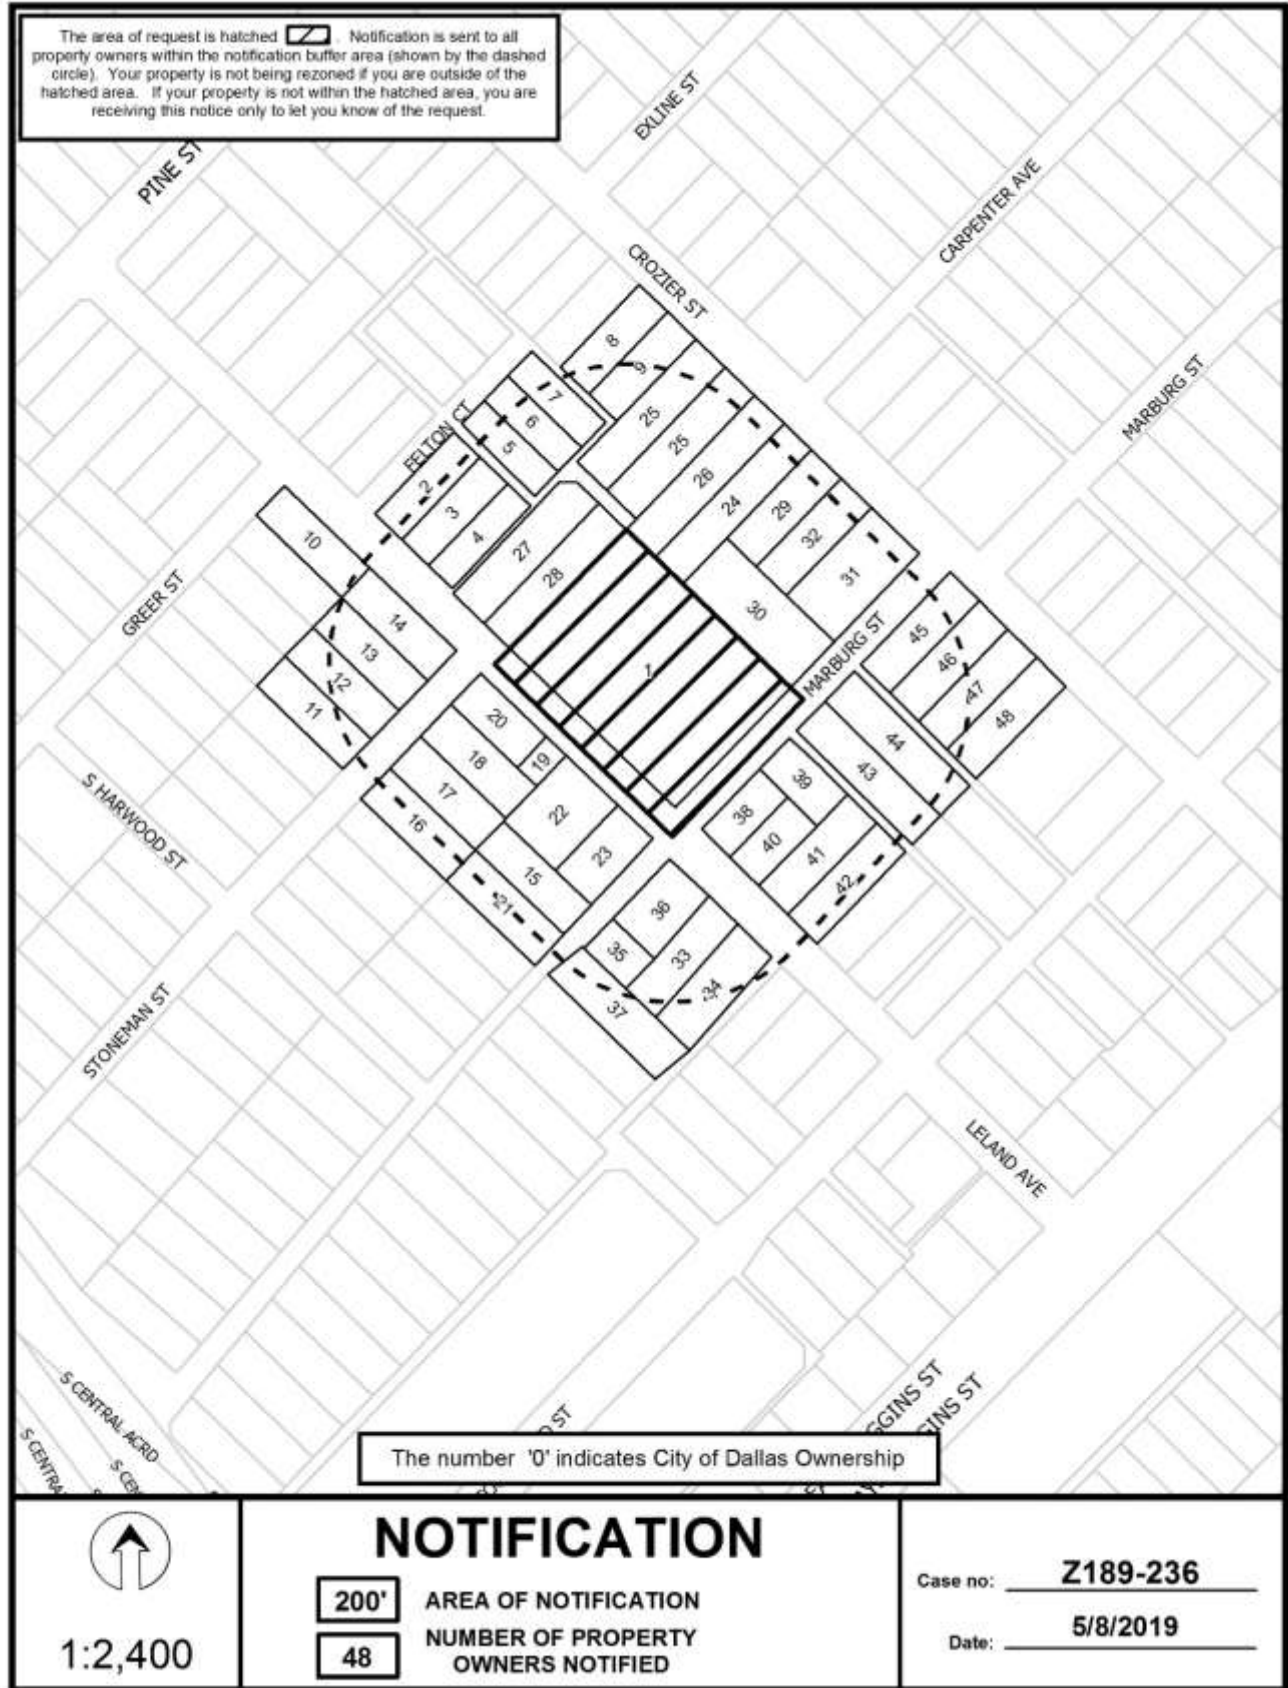 The area of request is hatched . Notification is sent to all
property owners within the notification buffer area (shown by the dashed
circle). Your property is not being rezoned if you are outside of the
hatched area. If your property is not within the hatched area, you are
receiving this notice only to let you know of the request.
PINE ST
EXLINE ST
CARPENTER AVE
CROZIER ST
MARBURG ST
FELTON CT
GREER ST
MARBURG ST
S HARWOOD ST
STONEMAN ST
LELAND AVE
S CENTRAL ACRD
8
9
7
6
5
2
3
4
25
25
26
24
29
32
31
30
27
28
1
10
14
13
12
11
20
19
18
17
16
22
23
15
21
45
46
47
48
44
43
39
38
40
41
42
36
35
33
34
37
The number '0' indicates City of Dallas Ownership
1:2,400
NOTIFICATION
200' AREA OF NOTIFICATION
48 NUMBER OF PROPERTY
OWNERS NOTIFIED
Case no: Z189-236
Date: 5/8/2019